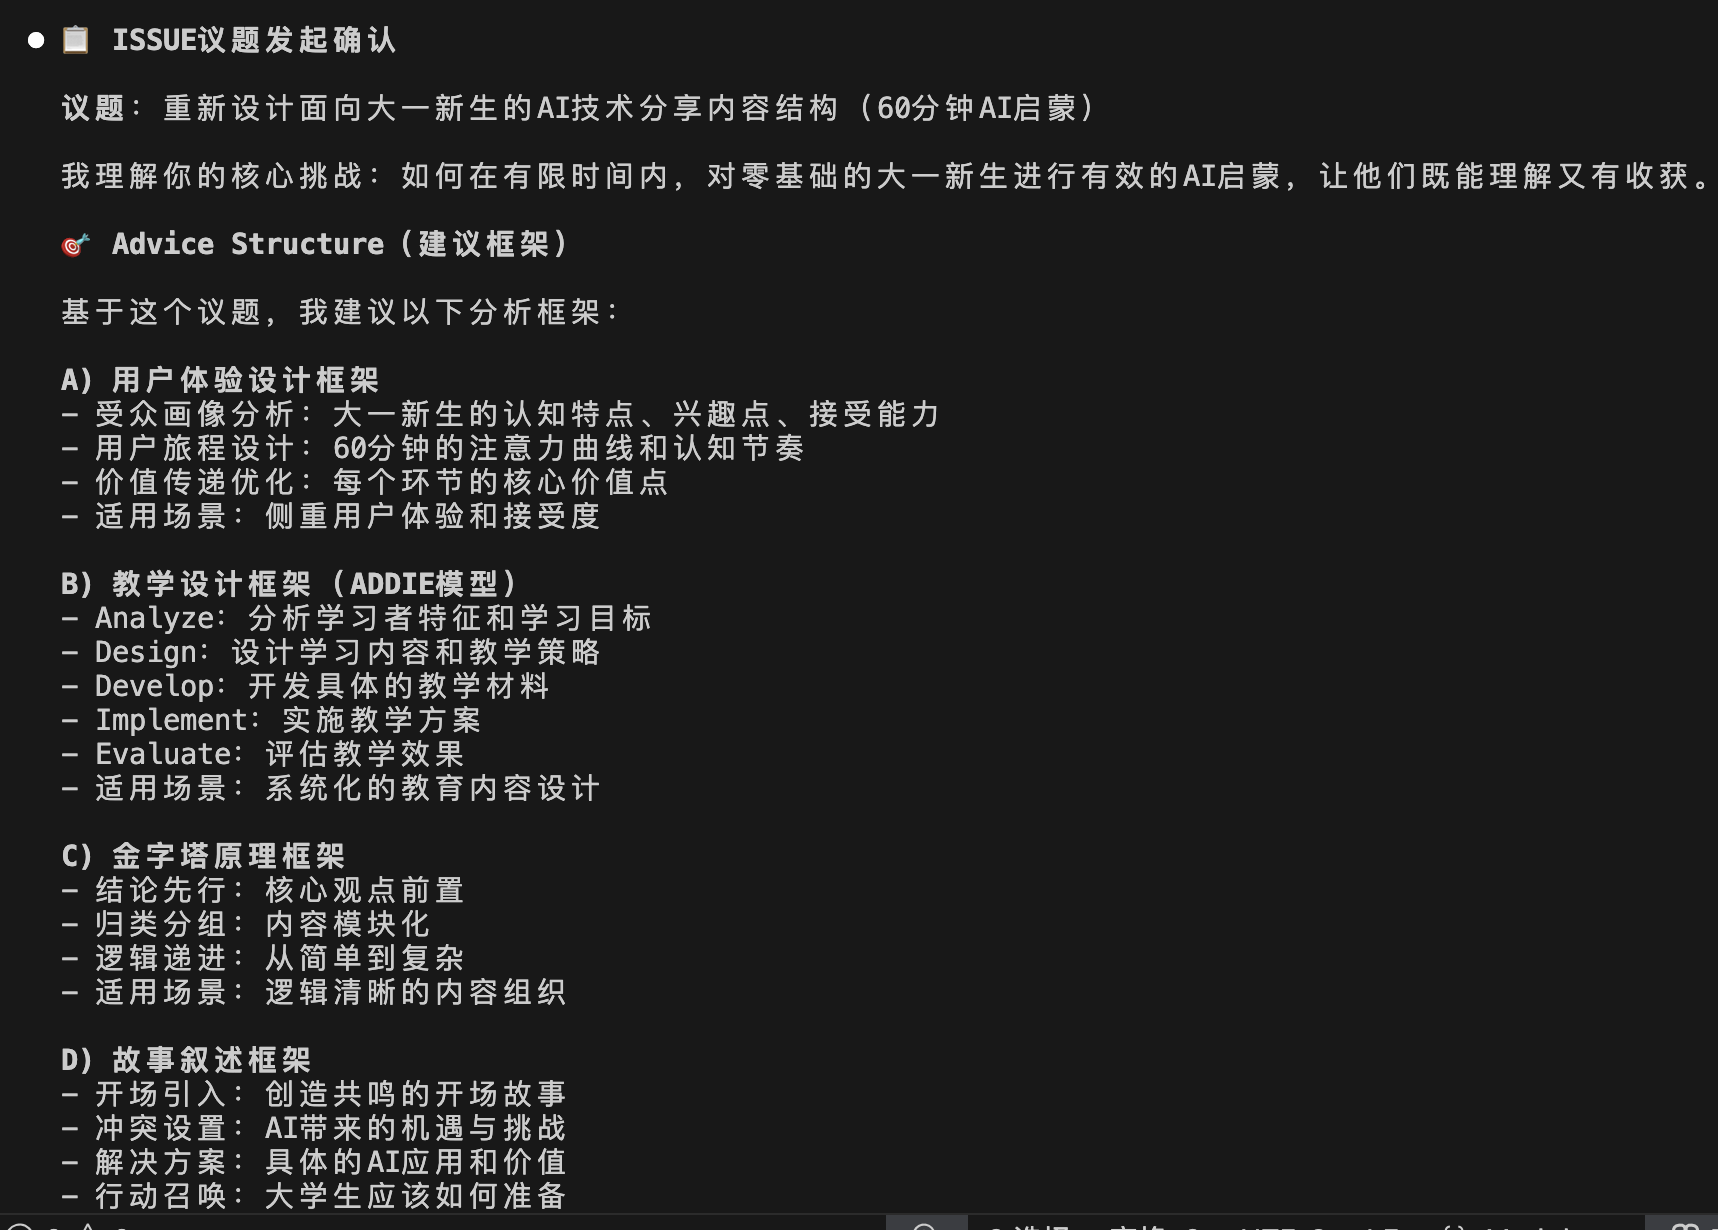 ISSUE议题发起确认
议题：重新设计面向大一新生的AI技术分享内容结构（60分钟AI启蒙）
我理解你的核心挑战：如何在有限时间内，对零基础的大一新生进行有效的AI启蒙，让他们既能理解又有收获。
Advice Structure（建议框架）
基于这个议题，我建议以下分析框架：
A) 用户体验设计框架
- 受众画像分析：大一新生的认知特点、兴趣点、接受能力
- 用户旅程设计：60分钟的注意力曲线和认知节奏
- 价值传递优化：每个环节的核心价值点
- 适用场景：侧重用户体验和接受度
B) 教学设计框架（ADDIE模型）
- Analyze：分析学习者特征和学习目标
- Design：设计学习内容和教学策略
- Develop：开发具体的教学材料
- Implement：实施教学方案
- Evaluate：评估教学效果
- 适用场景：系统化的教育内容设计
C) 金字塔原理框架
- 结论先行：核心观点前置
- 归类分组：内容模块化
- 逻辑递进：从简单到复杂
- 适用场景：逻辑清晰的内容组织
D) 故事叙述框架
- 开场引入：创造共鸣的开场故事
- 冲突设置：AI带来的机遇与挑战
- 解决方案：具体的AI应用和价值
- 行动召唤：大学生应该如何准备